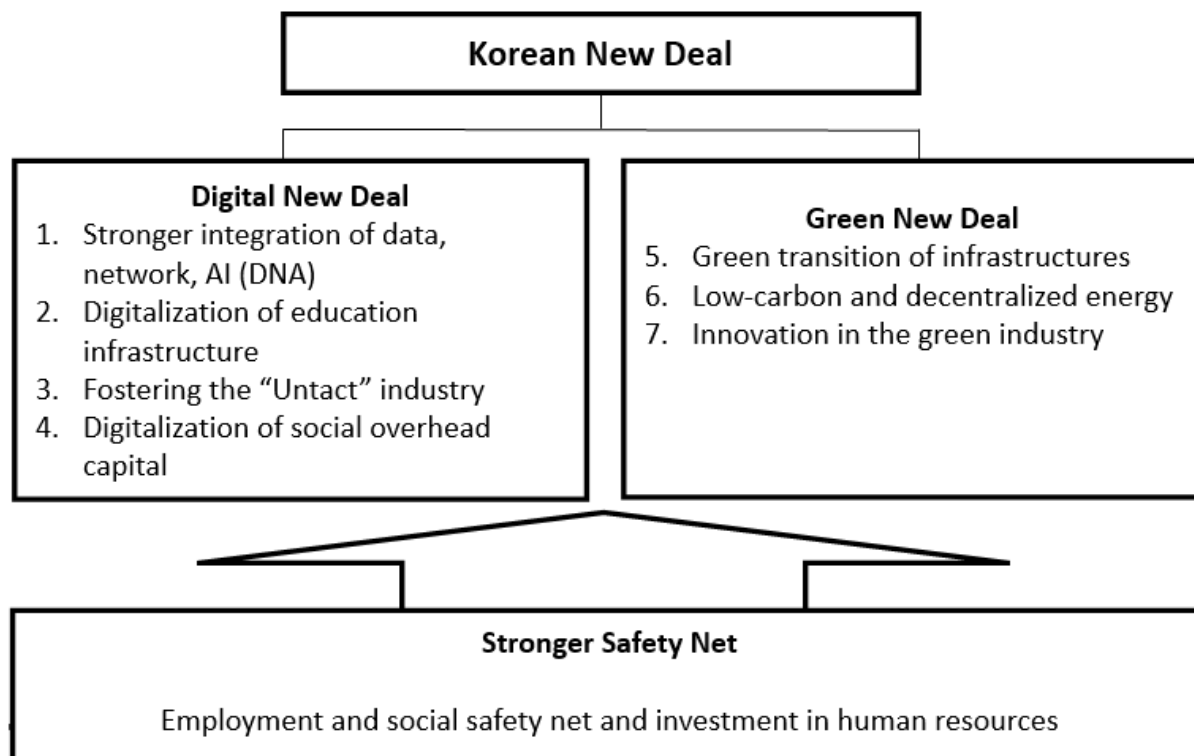 Korean New Deal
Digital New Deal
1. Stronger integration of data,
network, AI (DNA)
2. Digitalization of education
infrastructure
3. Fostering the “Untact” industry
4. Digitalization of social overhead
capital
Green New Deal
5. Green transition of infrastructures
6. Low-carbon and decentralized energy
7. Innovation in the green industry
Stronger Safety Net
Employment and social safety net and investment in human resources